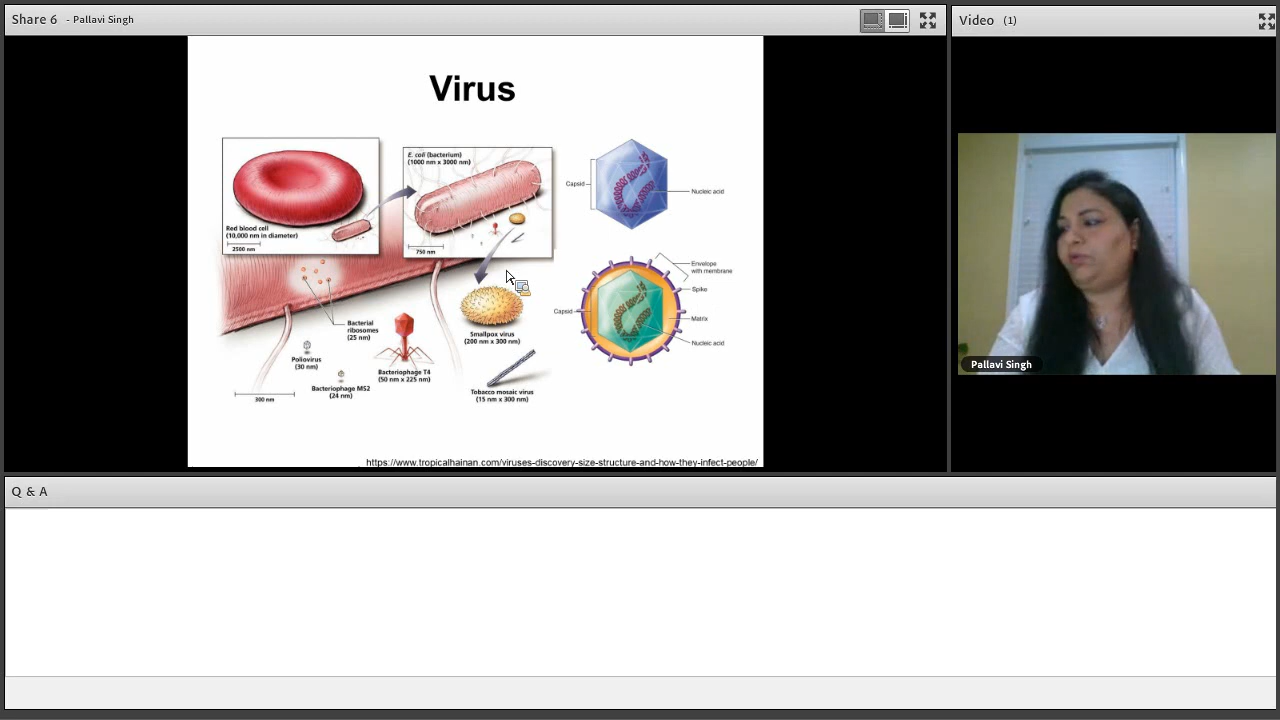 Share 6 - Pallavi Singh
Video (1)
Virus
E. coli (bacterium)
(1000 nm x 3000 nm)
Capsid
Nucleic acid
Red blood cell
(10,000 nm in diameter)
2500 nm
750 nm
Envelope
with membrane
Spike
Capsid
Matrix
Nucleic acid
Bacterial
ribosomes
(25 nm)
Smallpox virus
(200 nm x 300 nm)
Poliovirus
(30 nm)
Bacteriophage T4
(50 nm x 225 nm)
Bacteriophage MS2
(24 nm)
Tobacco mosaic virus
(15 nm x 300 nm)
300 nm
Pallavi Singh
https://www.tropicalhainan.com/viruses-discovery-size-structure-and-how-they-infect-people/
Q & A